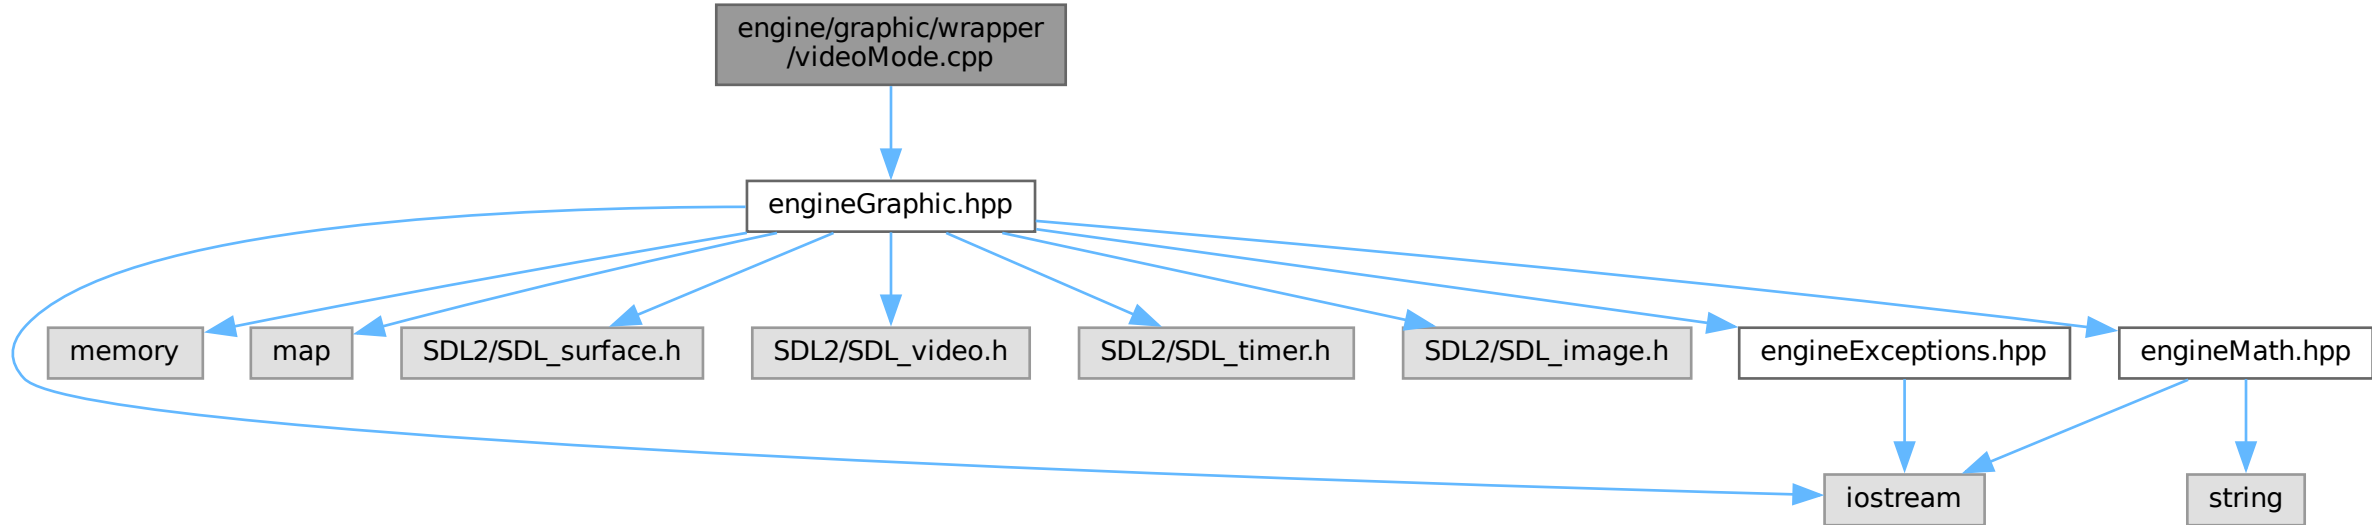 engine/graphic/wrapper
/videoMode.cpp
engineGraphic.hpp
memory
map
SDL2/SDL_surface.h
SDL2/SDL_video.h
SDL2/SDL_timer.h
SDL2/SDL_image.h
engineExceptions.hpp
engineMath.hpp
iostream
string